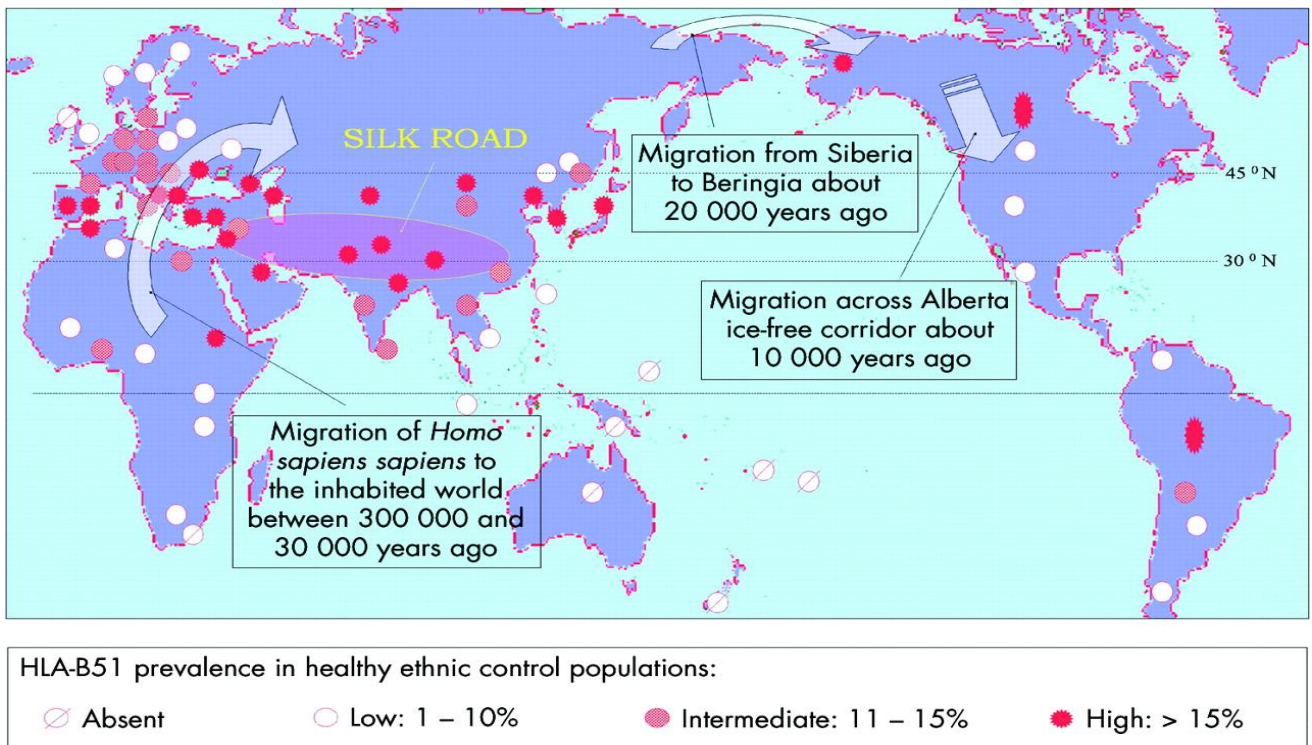 SILK ROAD
Migration from Siberia
to Beringia about
20 000 years ago
45 ⁰ N
30 ⁰ N
Migration across Alberta
ice-free corridor about
10 000 years ago
Migration of Homo
sapiens sapiens to
the inhabited world
between 300 000 and
30 000 years ago
HLA-B51 prevalence in healthy ethnic control populations:
Absent Low: 1 – 10% Intermediate: 11 – 15% High: > 15%